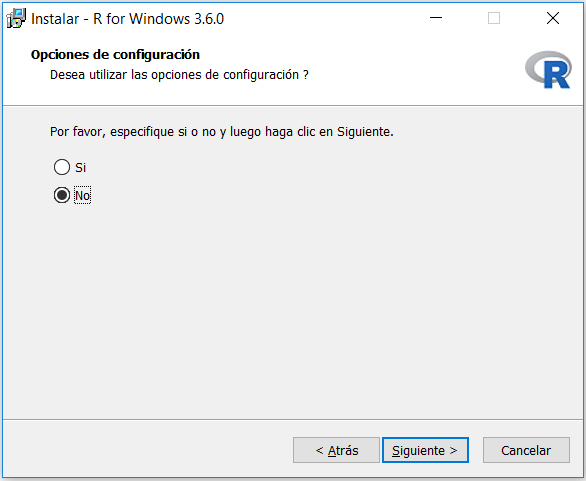 Instalar - R for Windows 3.6.0
Opciones de configuración
Desea utilizar las opciones de configuración ?
R
Por favor, especifique si o no y luego haga clic en Siguiente.
Si
No
< Atrás
Siguiente >
Cancelar